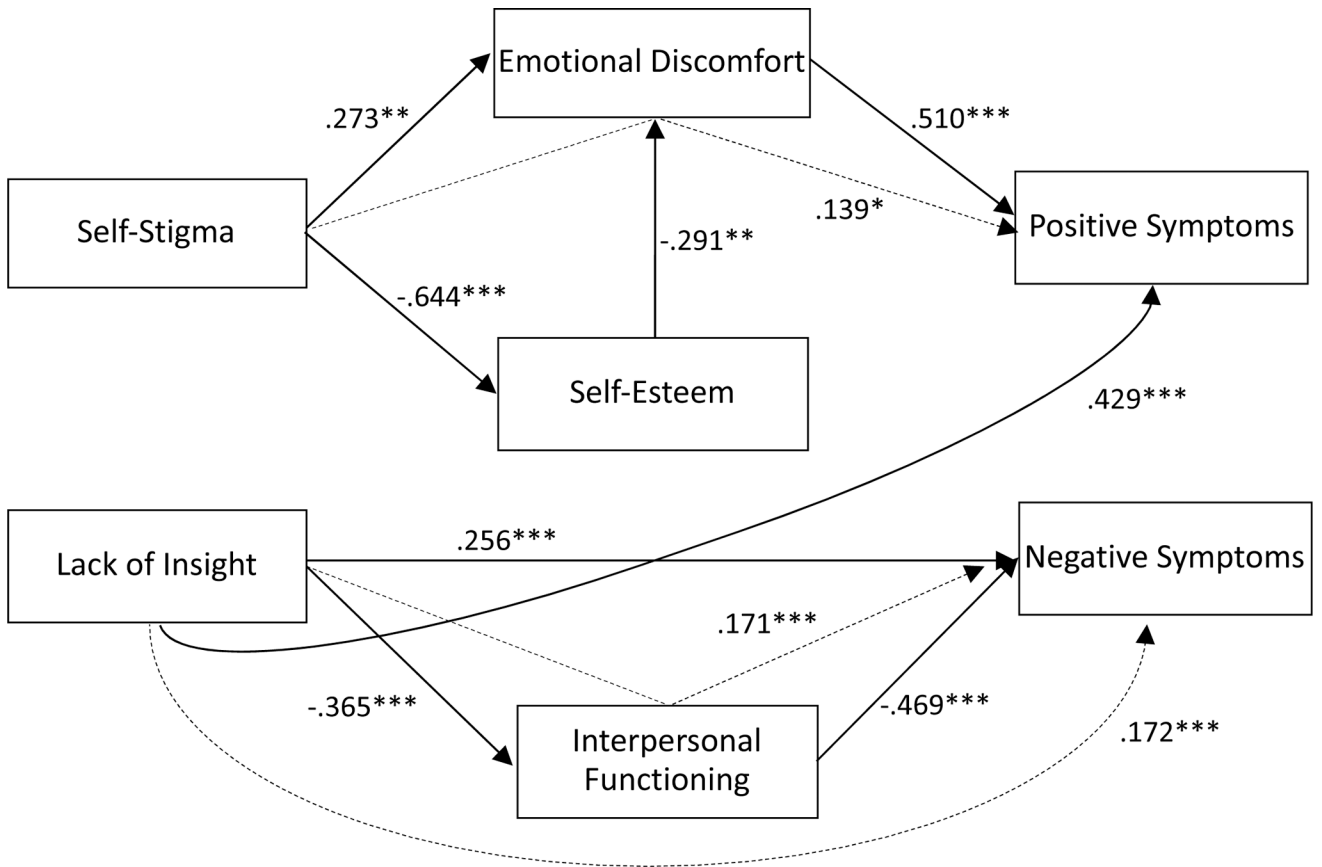 Emotional Discomfort
.273**
.510***
Self-Stigma
.139*
Positive Symptoms
-.291**
-.644***
Self-Esteem
.429***
.256***
Lack of Insight
Negative Symptoms
.171***
-.365***
-.469***
Interpersonal
Functioning
.172***